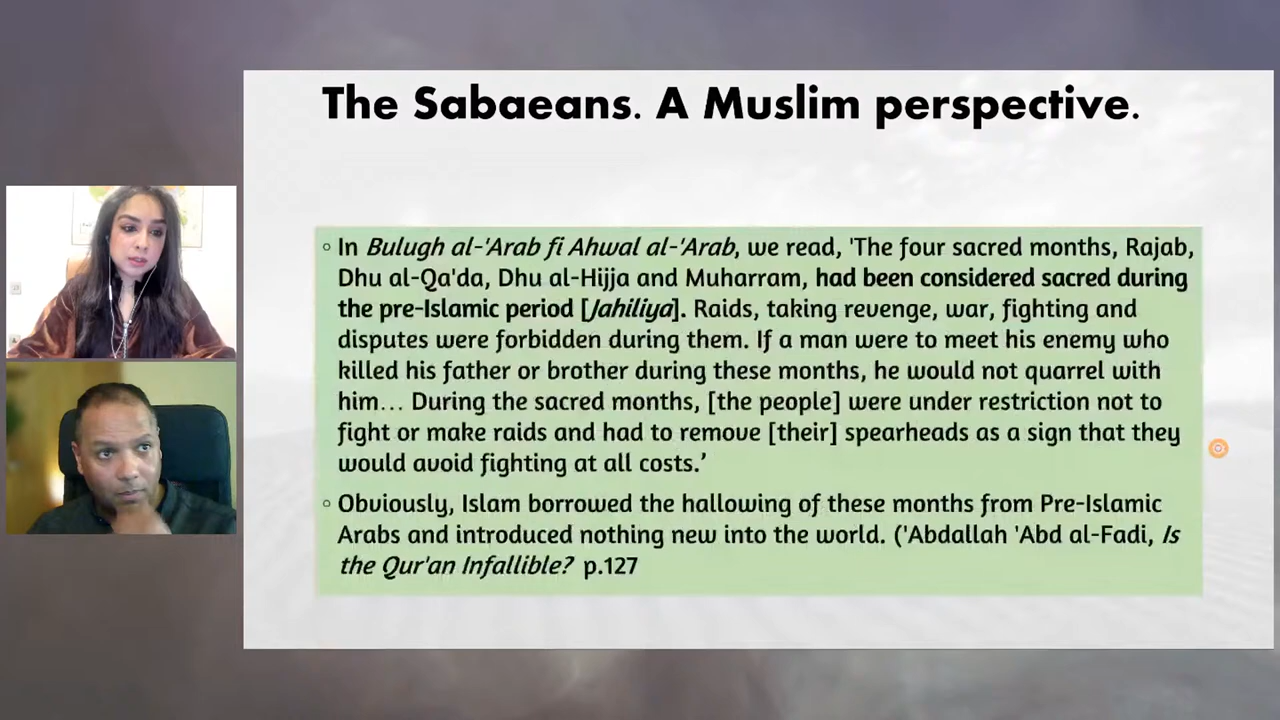 The Sabaeans. A Muslim perspective.
◦ In Bulugh al-'Arab fi Ahwal al-'Arab, we read, 'The four sacred months, Rajab,
Dhu al-Qa'da, Dhu al-Hijja and Muharram, had been considered sacred during
the pre-Islamic period [Jahiliya]. Raids, taking revenge, war, fighting and
disputes were forbidden during them. If a man were to meet his enemy who
killed his father or brother during these months, he would not quarrel with
him… During the sacred months, [the people] were under restriction not to
fight or make raids and had to remove [their] spearheads as a sign that they
would avoid fighting at all costs.’
◦ Obviously, Islam borrowed the hallowing of these months from Pre-Islamic
Arabs and introduced nothing new into the world. ('Abdallah 'Abd al-Fadi, Is
the Qur'an Infallible? p.127